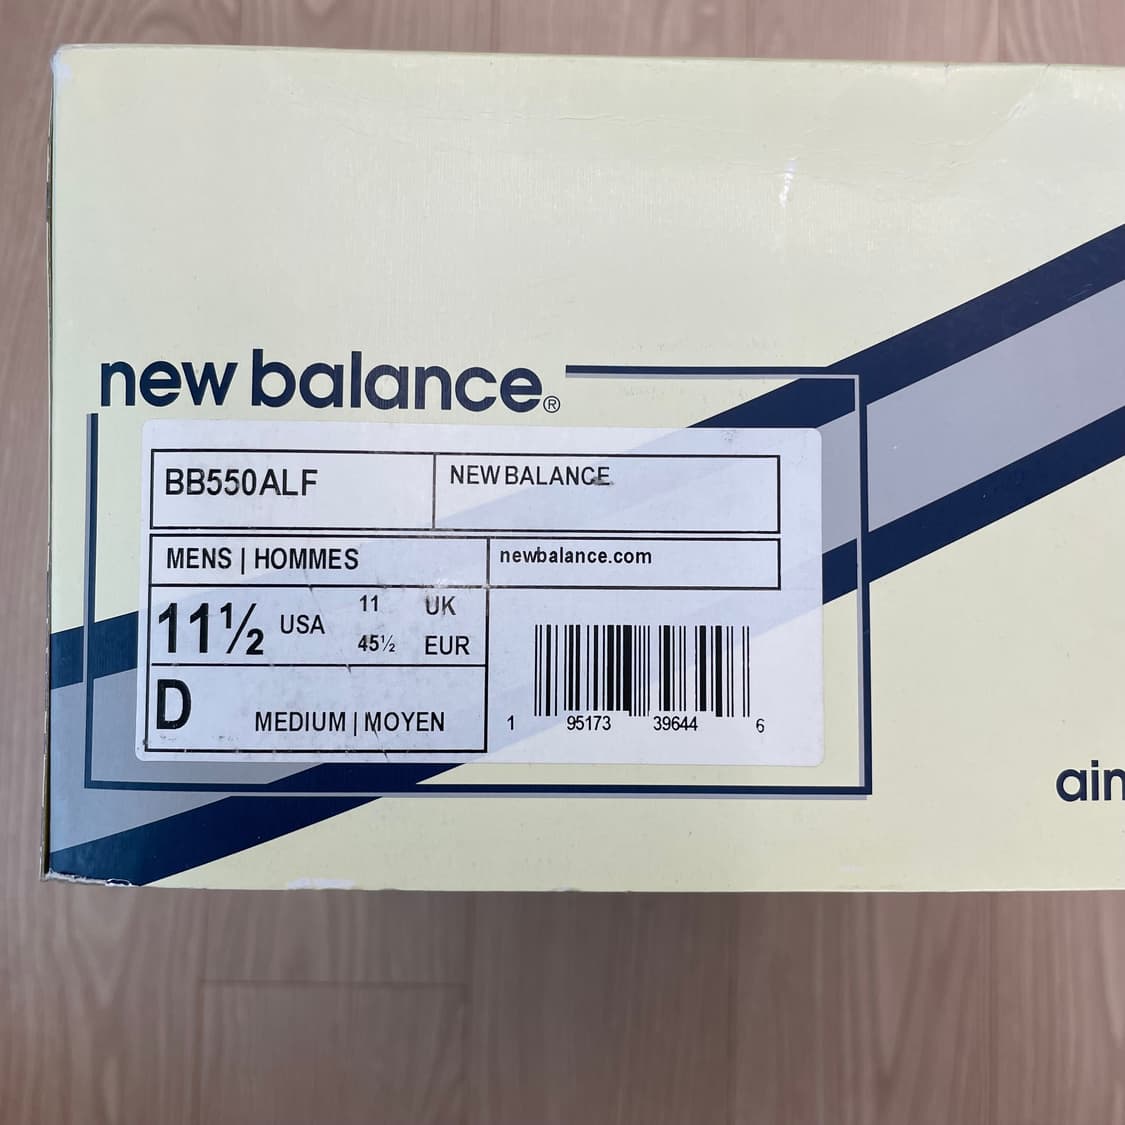 new balance®
BB550ALF
NEW BALANCE
MENS | HOMMES
newbalance.com
11½ USA
11 UK
45½ EUR
D
MEDIUM | MOYEN
1 95173 39644 6